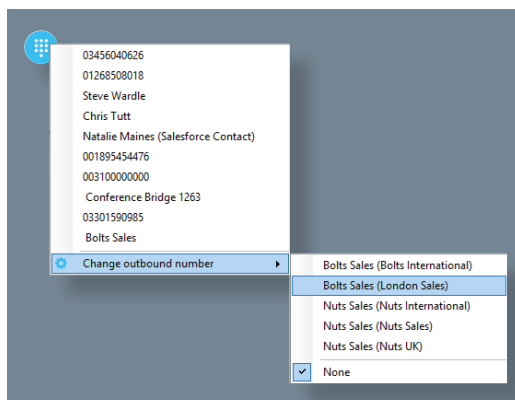 03456040626
01268508018
Steve Wardle
Chris Tutt
Natalie Maines (Salesforce Contact)
001895454476
003100000000
Conference Bridge 1263
03301590985
Bolts Sales
Change outbound number
Bolts Sales (Bolts International)
Bolts Sales (London Sales)
Nuts Sales (Nuts International)
Nuts Sales (Nuts Sales)
Nuts Sales (Nuts UK)
None